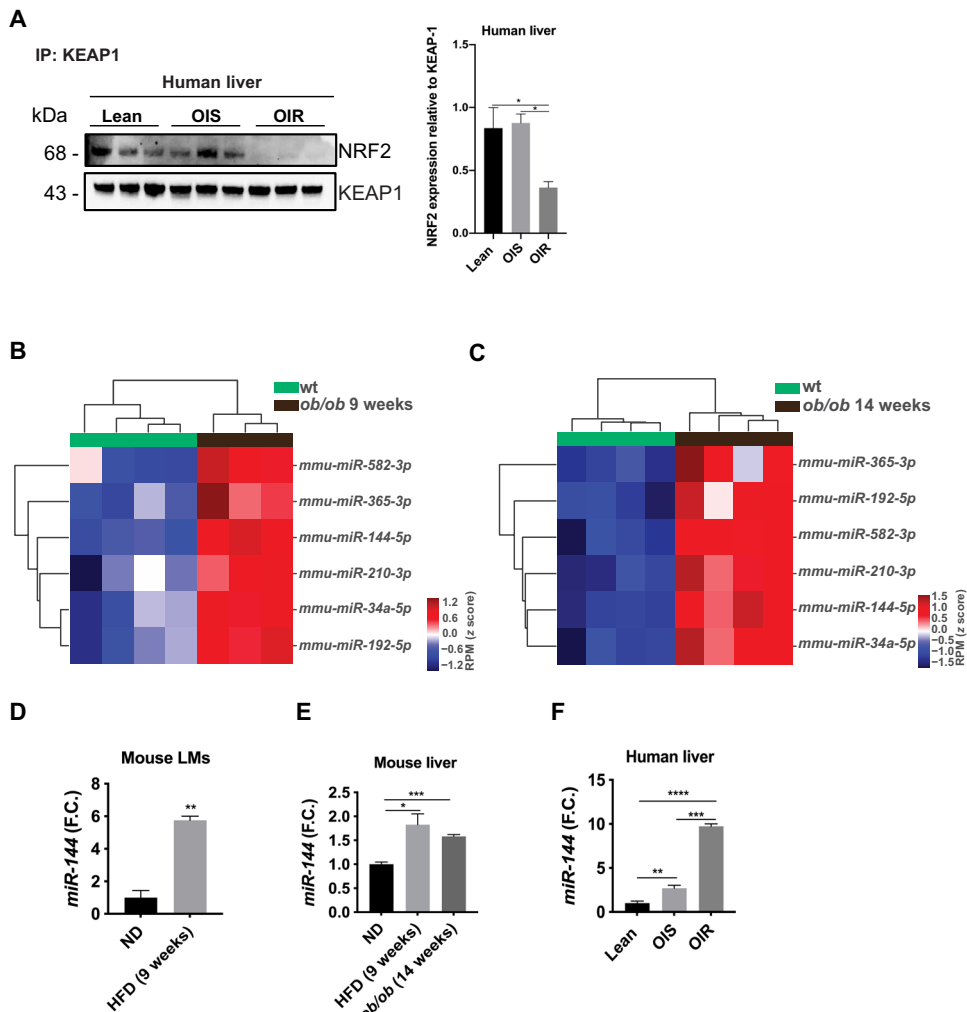 A
IP: KEAP1
Human liver
kDa
Lean OIS OIR
68 - NRF2
43 - KEAP1
Human liver
NRF2 expression relative to KEAP-1
1.5
1.0
0.5
0.0
*
*
Lean OIS OIR
B
wt
ob/ob 9 weeks
mmu-miR-582-3p
mmu-miR-365-3p
mmu-miR-144-5p
mmu-miR-210-3p
mmu-miR-34a-5p
mmu-miR-192-5p
1.2
0.6
0.0
−0.6
−1.2
RPM (z score)
C
wt
ob/ob 14 weeks
mmu-miR-365-3p
mmu-miR-192-5p
mmu-miR-582-3p
mmu-miR-210-3p
mmu-miR-144-5p
mmu-miR-34a-5p
1.5
1.0
0.5
0.0
−0.5
−1.0
−1.5
RPM (z score)
D
Mouse LMs
miR-144 (F.C.)
8
6
4
2
0
**
ND
HFD (9 weeks)
E
Mouse liver
miR-144 (F.C.)
2.5
2.0
1.5
1.0
0.5
0.0
***
*
ND
HFD (9 weeks)
ob/ob (14 weeks)
F
Human liver
miR-144 (F.C.)
15
10
5
0
****
***
**
Lean OIS OIR